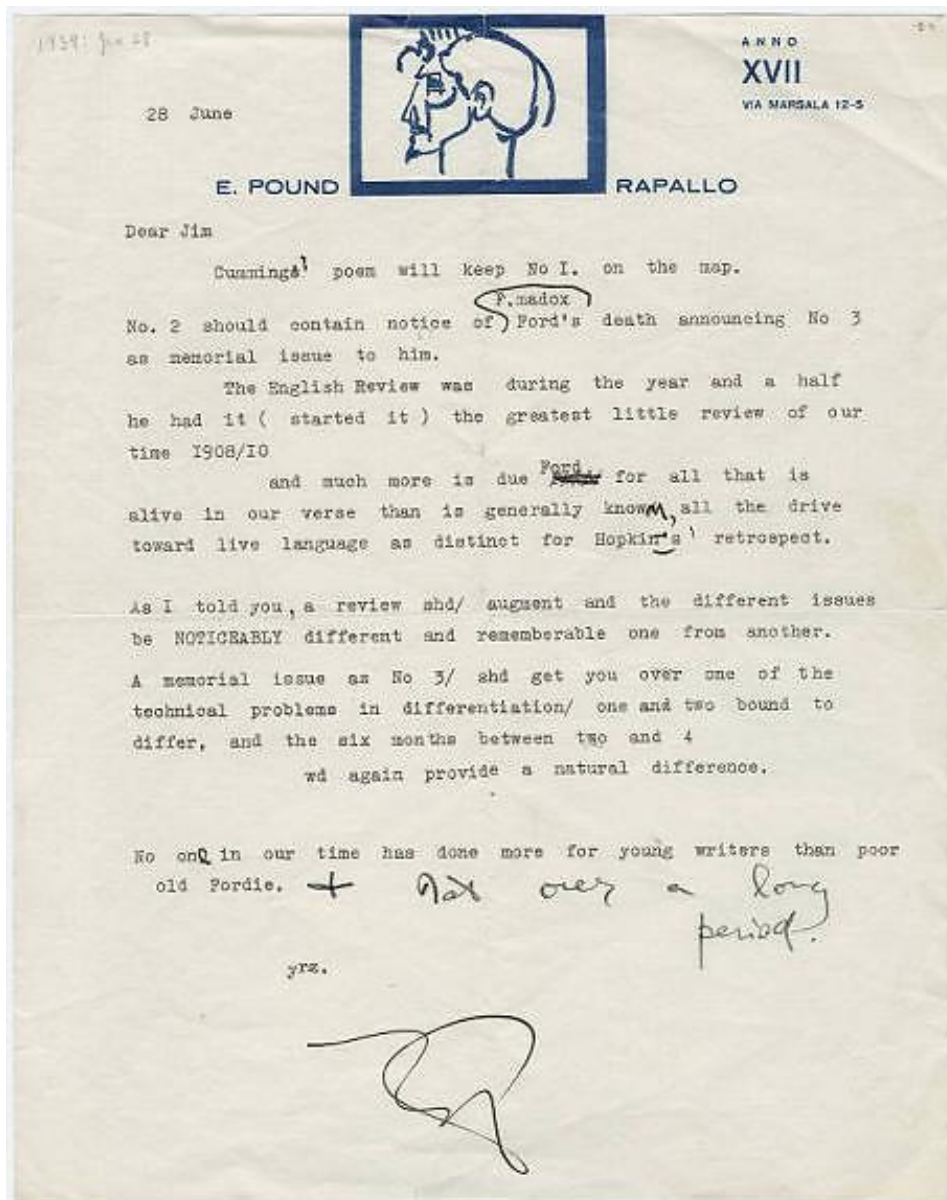 1939: Jun 28
ANNO
XVII
VIA MARSALA 12-5
28 June
E. POUND RAPALLO
Dear Jim
Cummings' poem will keep No I. on the map.
F.madox
No. 2 should contain notice of Ford's death announcing No 3
as memorial issue to him.
The English Review was during the year and a half
he had it ( started it ) the greatest little review of our
time I908/IO
Ford
and much more is due for all that is
alive in our verse than is generally known, all the drive
toward live language as distinct for Hopkin's' retrospect.
As I told you, a review shd/ augment and the different issues
be NOTICEABLY different and rememberable one from another.
A memorial issue as No 3/ shd get you over one of the
technical problems in differentiation/ one and two bound to
differ, and the six months between two and 4
wd again provide a natural difference.
No one in our time has done more for young writers than poor
old Fordie. + that over a long
period.
yrz.